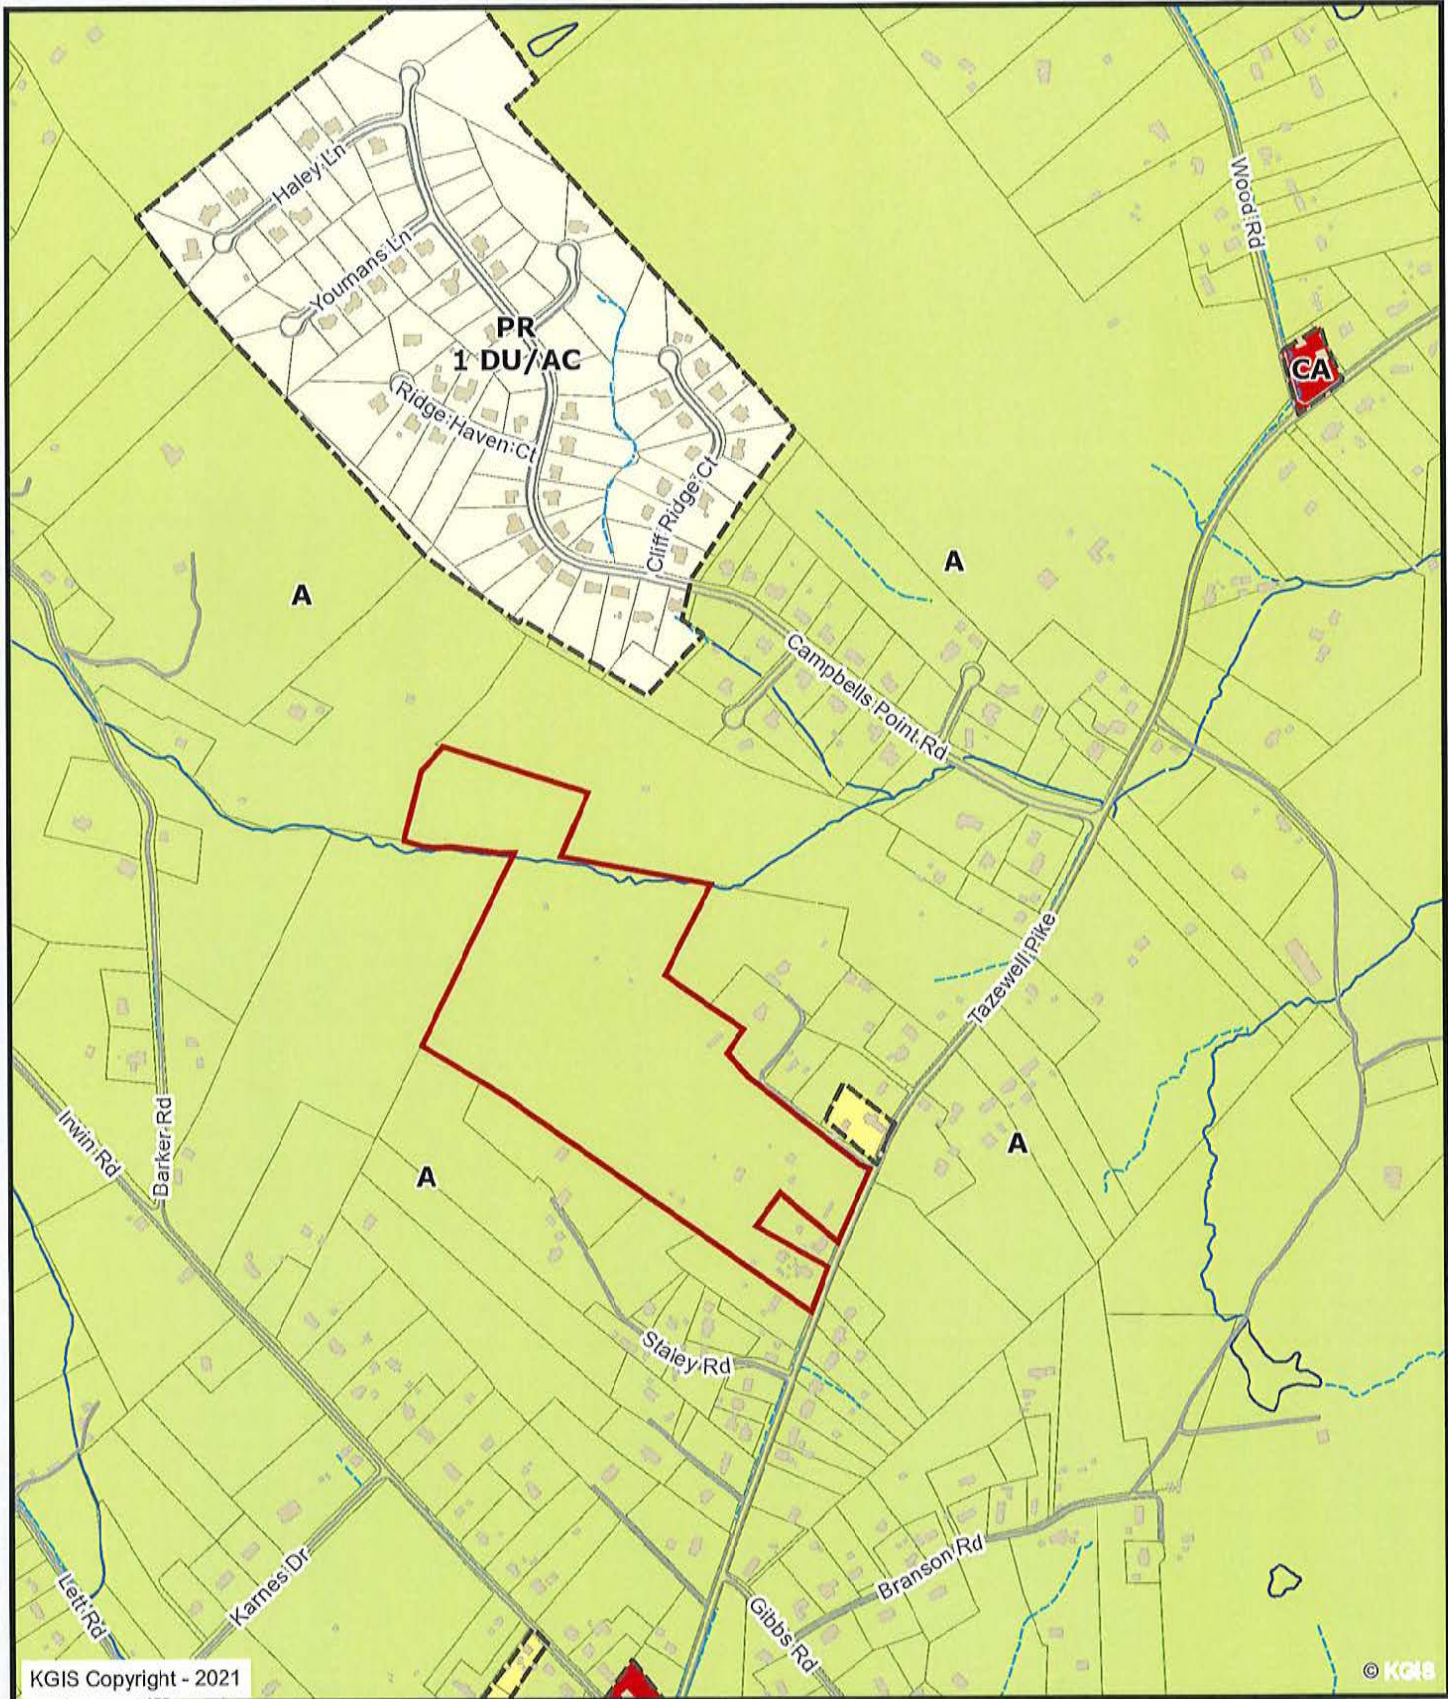 Haley Ln
Wood Rd
Youmans Ln
PR
1 DU/AC
CA
Ridge Haven Ct
Cliff Ridge Ct
A
A
Campbells Point Rd
Tazewell Pike
Irwin Rd
Barker Rd
A
A
Staley Rd
Karnes Dr
Lett Rd
Branson Rd
Gibbs Rd
KGIS Copyright - 2021
© KGIS